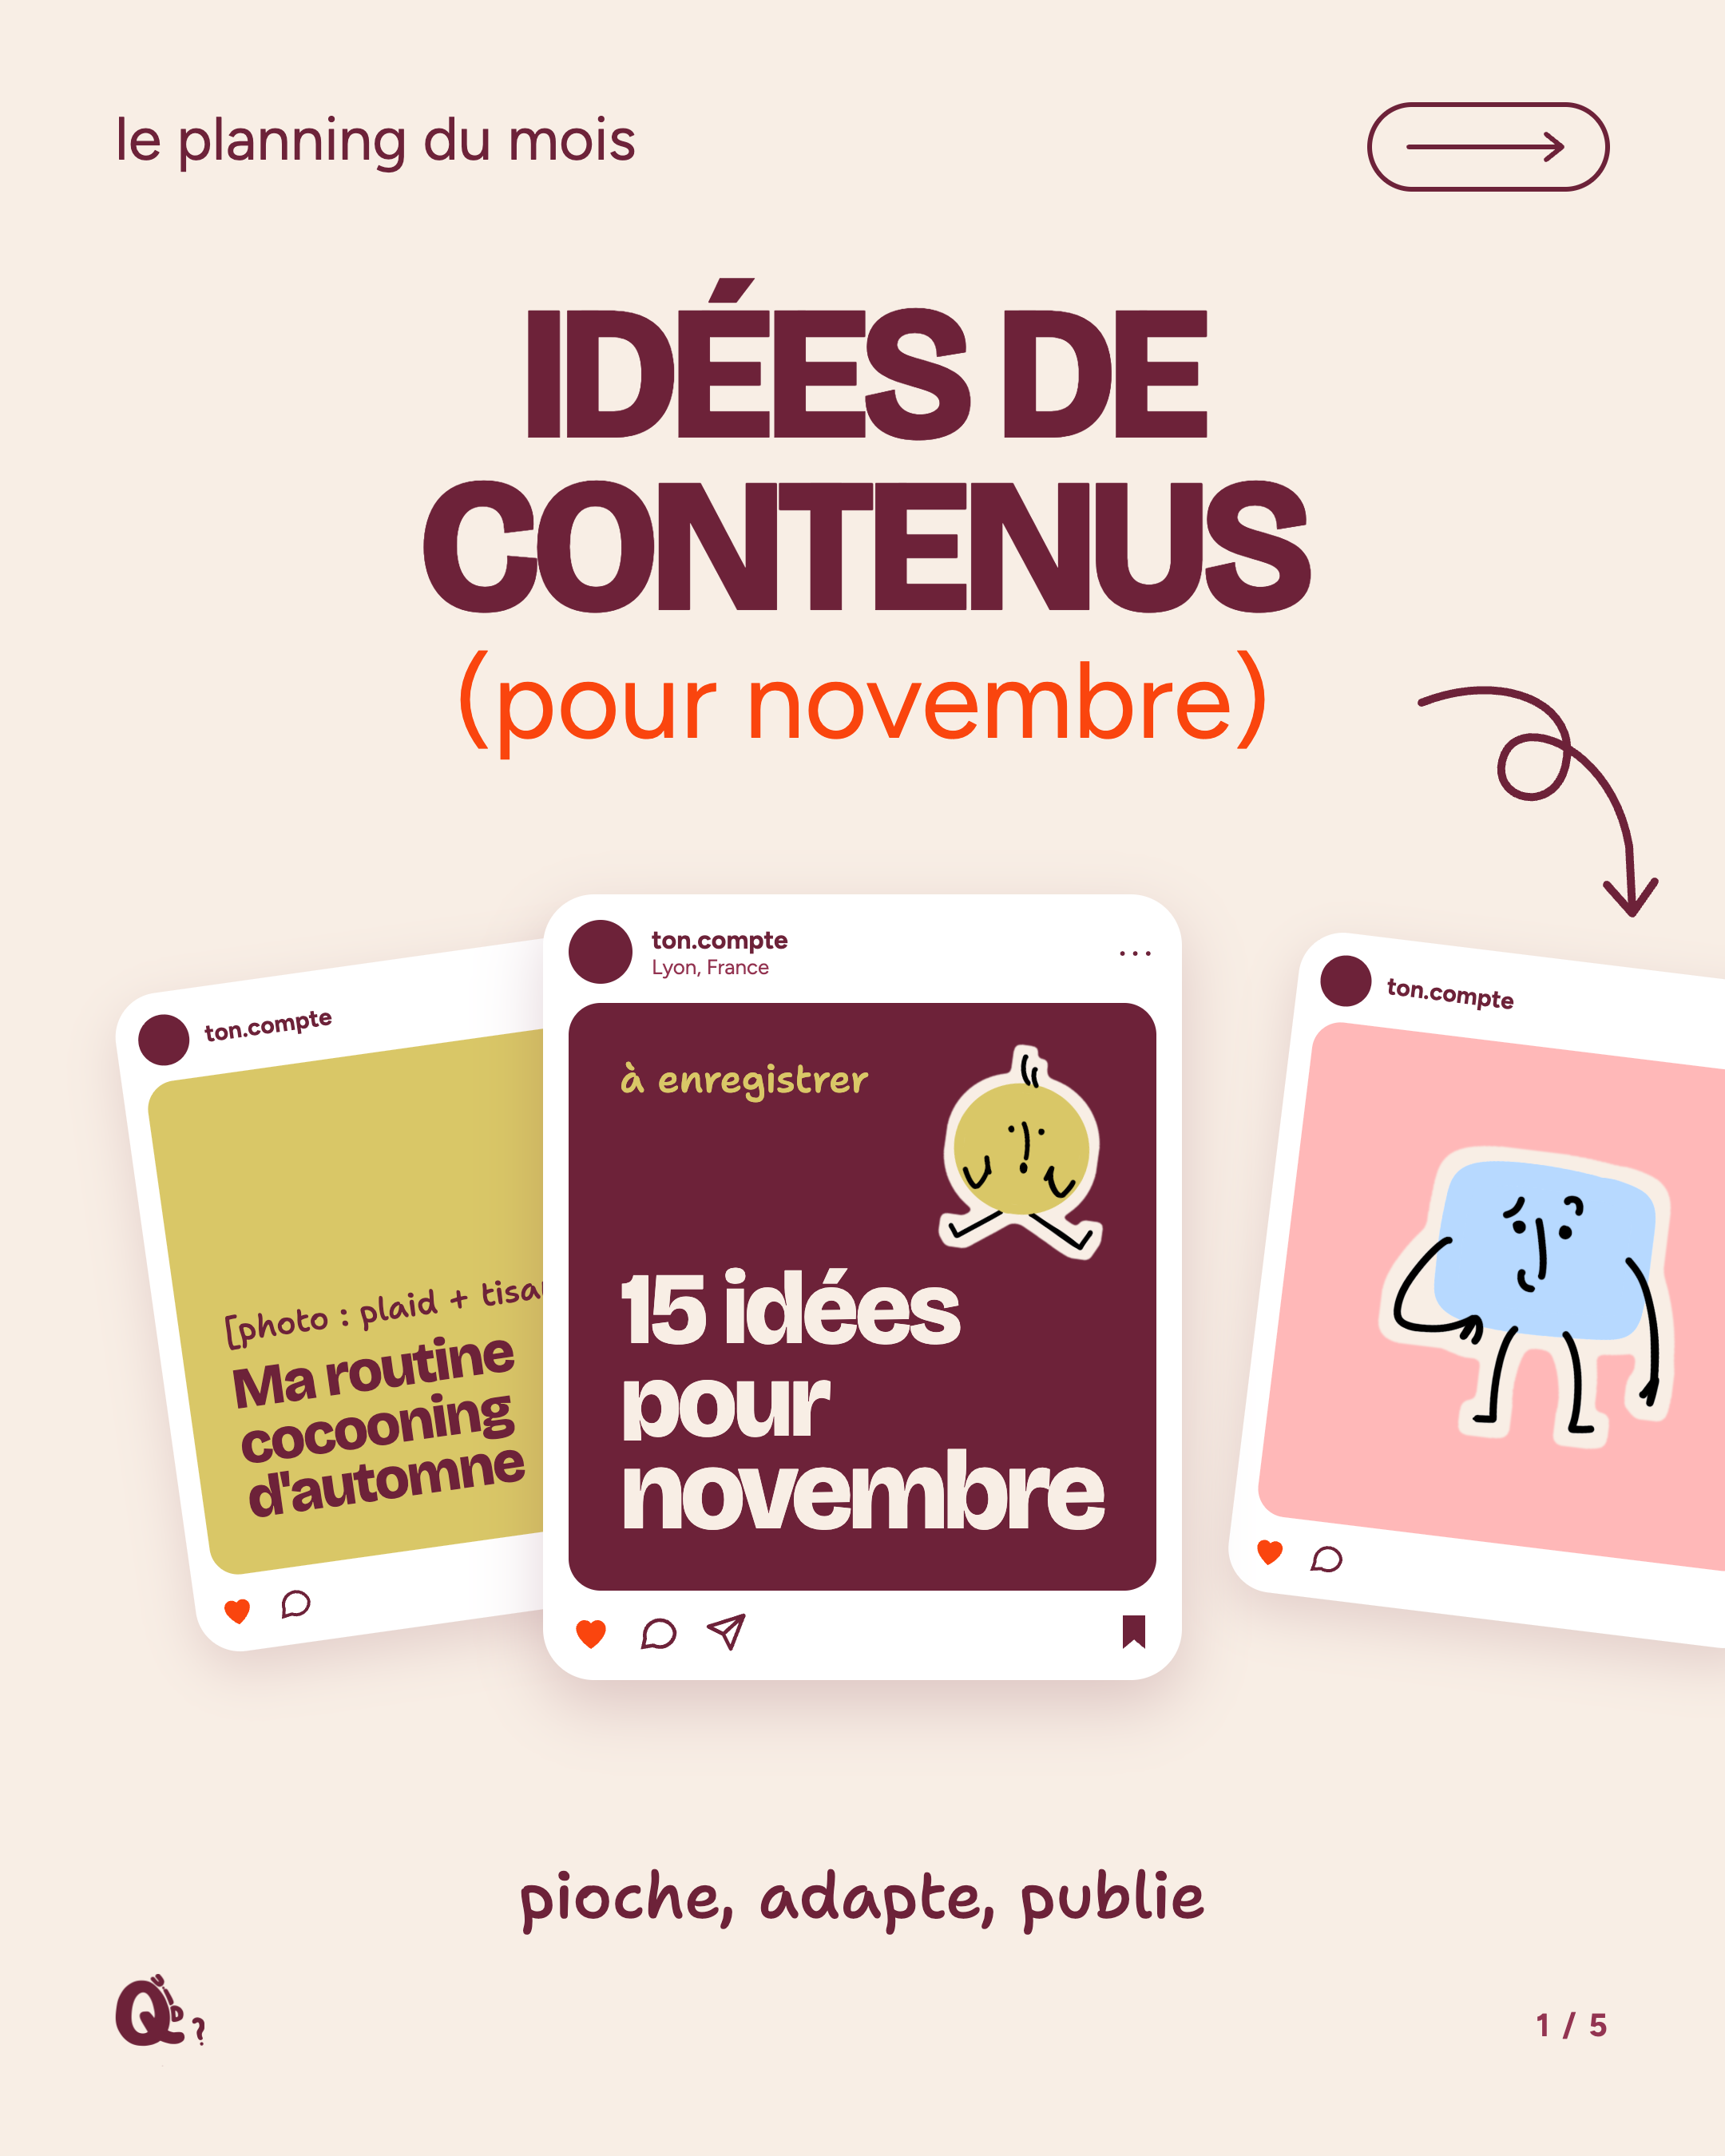 le planning du mois
IDÉES DE
CONTENUS
(pour novembre)
ton.compte
[photo : plaid + 
Ma routine
cocooning
d'automne
ton.compte
Lyon, France
à enregistrer
15 idées
pour
novembre
ton.compte
pioche, adapte, publie
QUID ?
1 / 5